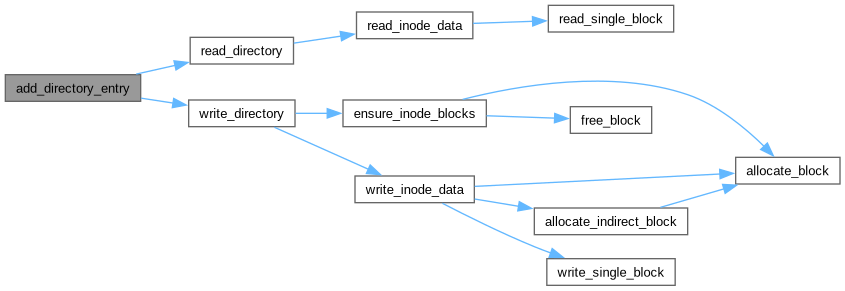 add_directory_entry
read_directory
read_inode_data
read_single_block
write_directory
ensure_inode_blocks
free_block
allocate_block
write_inode_data
allocate_indirect_block
write_single_block